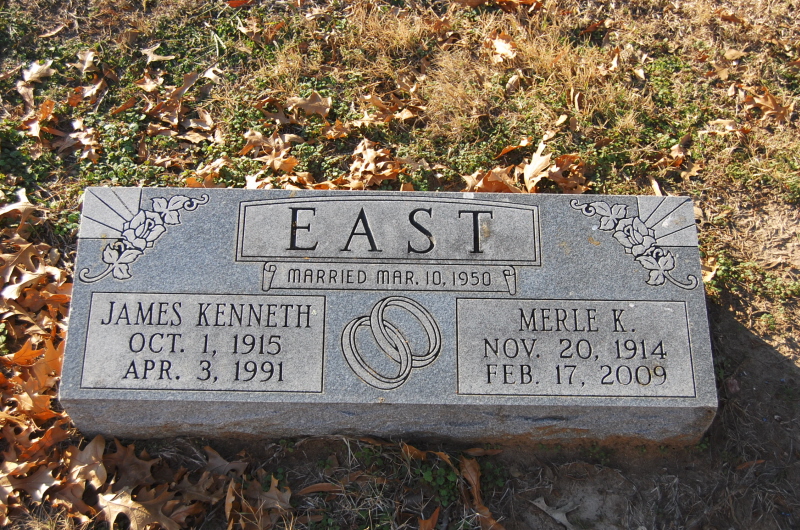 EAST
MARRIED MAR. 10, 1950
JAMES KENNETH
OCT. 1, 1915
APR. 3, 1991
MERLE K.
NOV. 20, 1914
FEB. 17, 2009